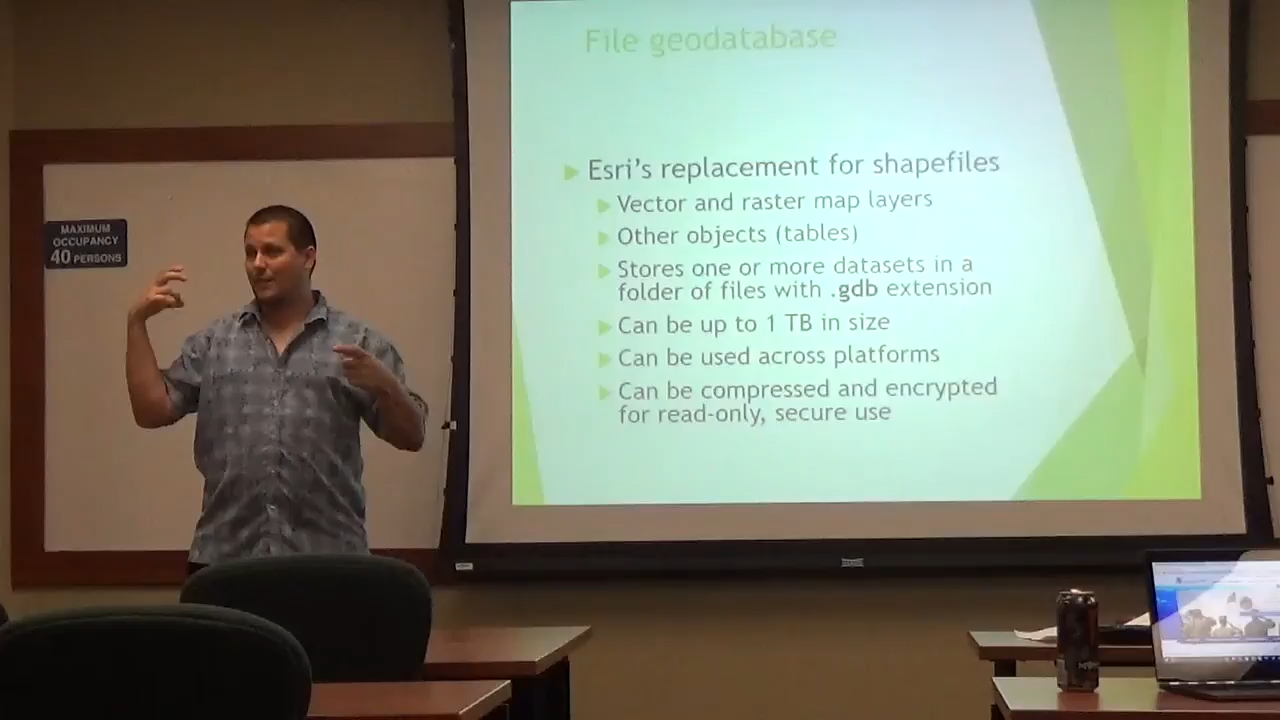 File geodatabase
Esri's replacement for shapefiles
Vector and raster map layers
Other objects (tables)
Stores one or more datasets in a
folder of files with .gdb extension
Can be up to 1 TB in size
Can be used across platforms
Can be compressed and encrypted
for read-only, secure use
MAXIMUM
OCCUPANCY
40 PERSONS